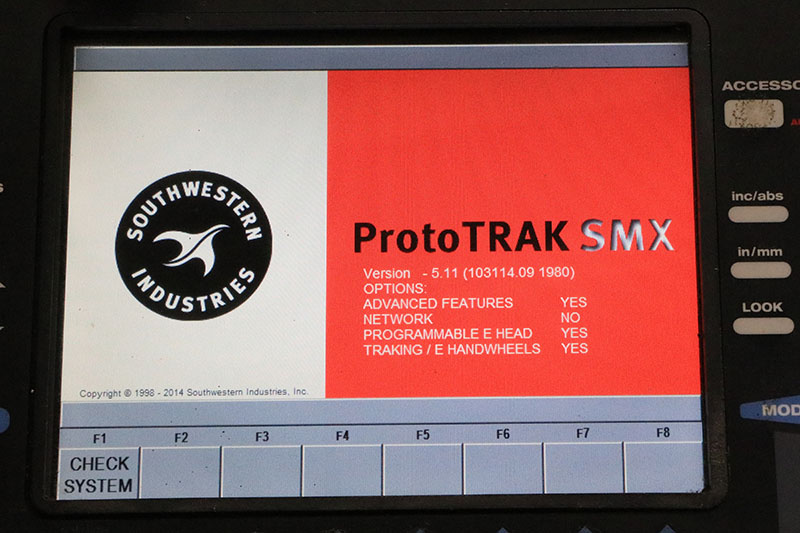 ACCESSO
SOUTHWESTERN
INDUSTRIES
ProtoTRAK SMX
Version - 5.11 (103114.09 1980)
OPTIONS:
ADVANCED FEATURES YES
NETWORK NO
PROGRAMMABLE E HEAD YES
TRAKING / E HANDWHEELS YES
Copyright © 1998 - 2014 Southwestern Industries, Inc.
inc/abs
in/mm
LOOK
MOD
F1 F2 F3 F4 F5 F6 F7 F8
CHECK
SYSTEM